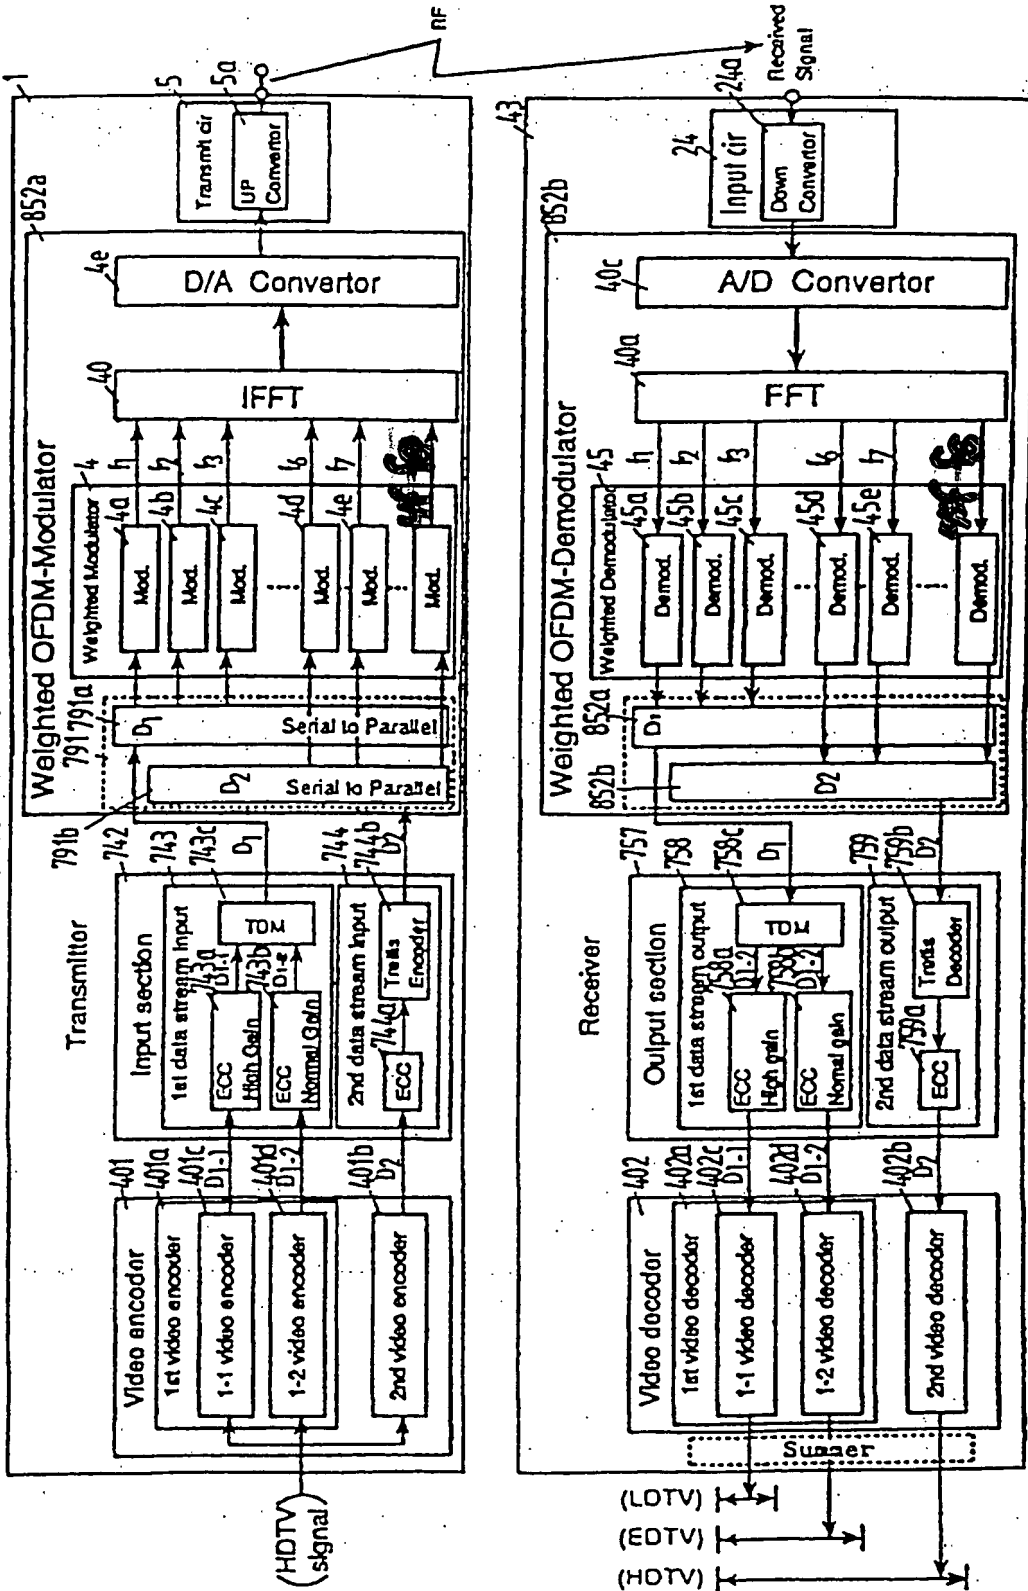 Transmitter
1
(HDTV signal)
Video encoder
401
1st video encoder
401a
1-1 video encoder
401c
D1-1
1-2 video encoder
401d
D1-2
2nd video encoder
401b
D2
Input section
742
1st data stream input
743
ECC
High Gain
743a
D1-1
ECC
Normal Gain
743b
D1-2
TDM
743c
D1
2nd data stream input
744
ECC
744a
Trellis
Encoder
744b
D2
Weighted OFDM-Modulator
852a
791
791a
D1
Serial to Parallel
791b
D2
Serial to Parallel
Weighted Modulator
4
Mod.
4a
Mod.
4b
Mod.
4c
Mod.
4d
Mod.
4e
Mod.
f1
f2
f3
f6
f7
IFFT
40
D/A Convertor
4e
Transmit cir
5
UP
Convertor
5a
RF
Receiver
43
Received
Signal
Input cir
24
Down
Convertor
24a
Weighted OFDM-Demodulator
852b
A/D Convertor
40c
FFT
40a
f1
f2
f3
f6
f7
Weighted Demodulator
45
Demod.
45a
Demod.
45b
Demod.
45c
Demod.
45d
Demod.
45e
Demod.
852a
D1
852b
D2
Output section
757
1st data stream output
758
TDM
758c
D1
ECC
High gain
758a
D1-2
ECC
Normal gain
758b
D1-2
2nd data stream output
759
ECC
759a
Trellis
Decoder
759b
D2
Video decoder
402
1st video decoder
402a
1-1 video decoder
402c
D1-1
1-2 video decoder
402d
D1-2
2nd video decoder
402b
D2
Summer
(LDTV)
(EDTV)
(HDTV)